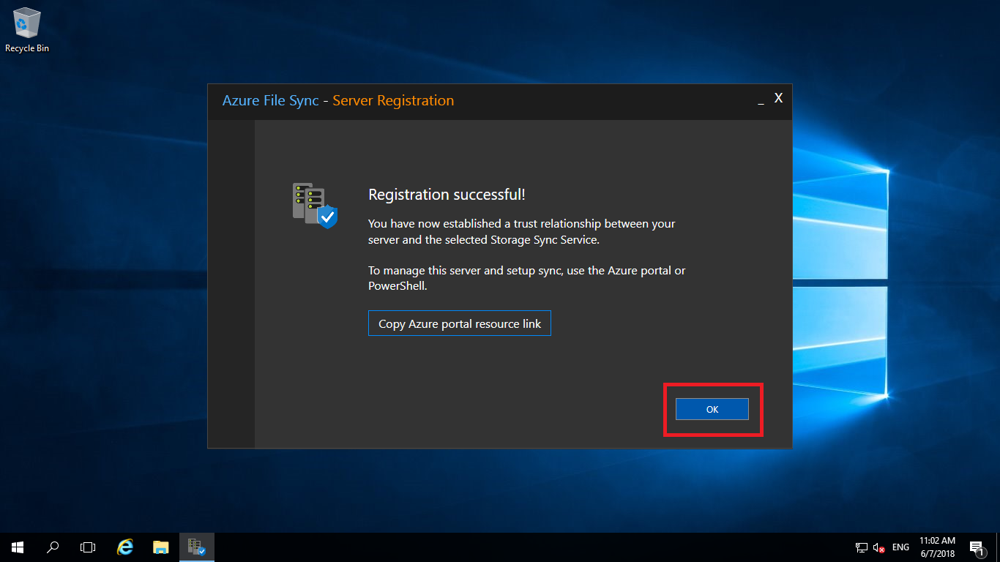 Recycle Bin
Azure File Sync - Server Registration
_ X
Registration successful!
You have now established a trust relationship between your
server and the selected Storage Sync Service.
To manage this server and setup sync, use the Azure portal or
PowerShell.
Copy Azure portal resource link
OK
ENG
11:02 AM
6/7/2018
1